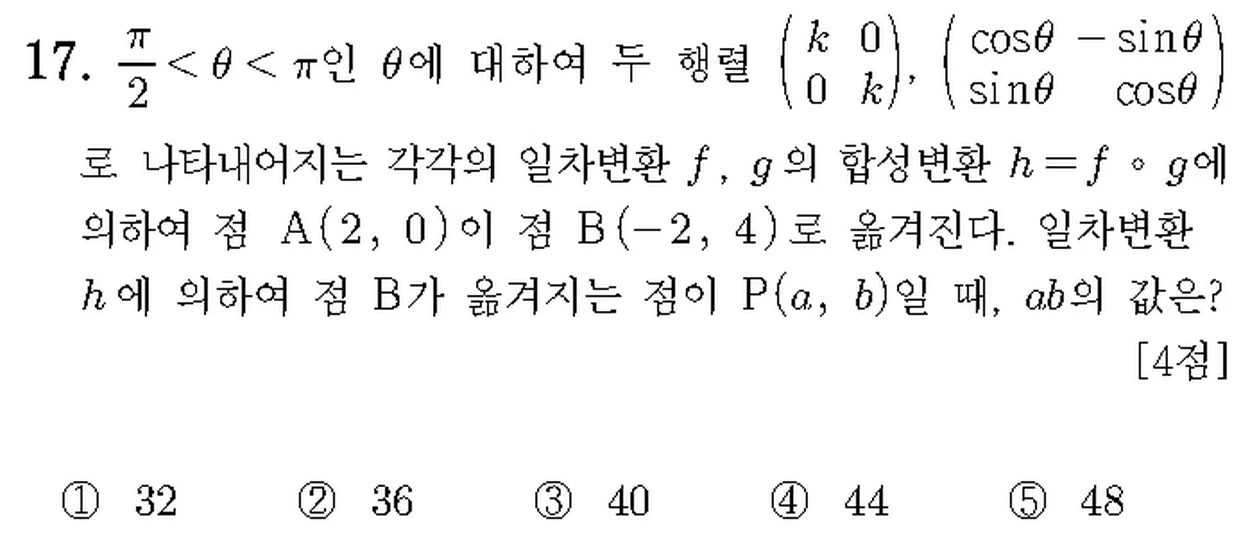 17. π/2 < θ < π인 θ에 대하여 두 행렬 (k 0; 0 k), (cosθ −sinθ; sinθ cosθ)
로 나타내어지는 각각의 일차변환 f, g의 합성변환 h = f ∘ g에
의하여 점 A(2, 0)이 점 B(−2, 4)로 옮겨진다. 일차변환
h에 의하여 점 B가 옮겨지는 점이 P(a, b)일 때, ab의 값은?
[4점]
① 32 ② 36 ③ 40 ④ 44 ⑤ 48